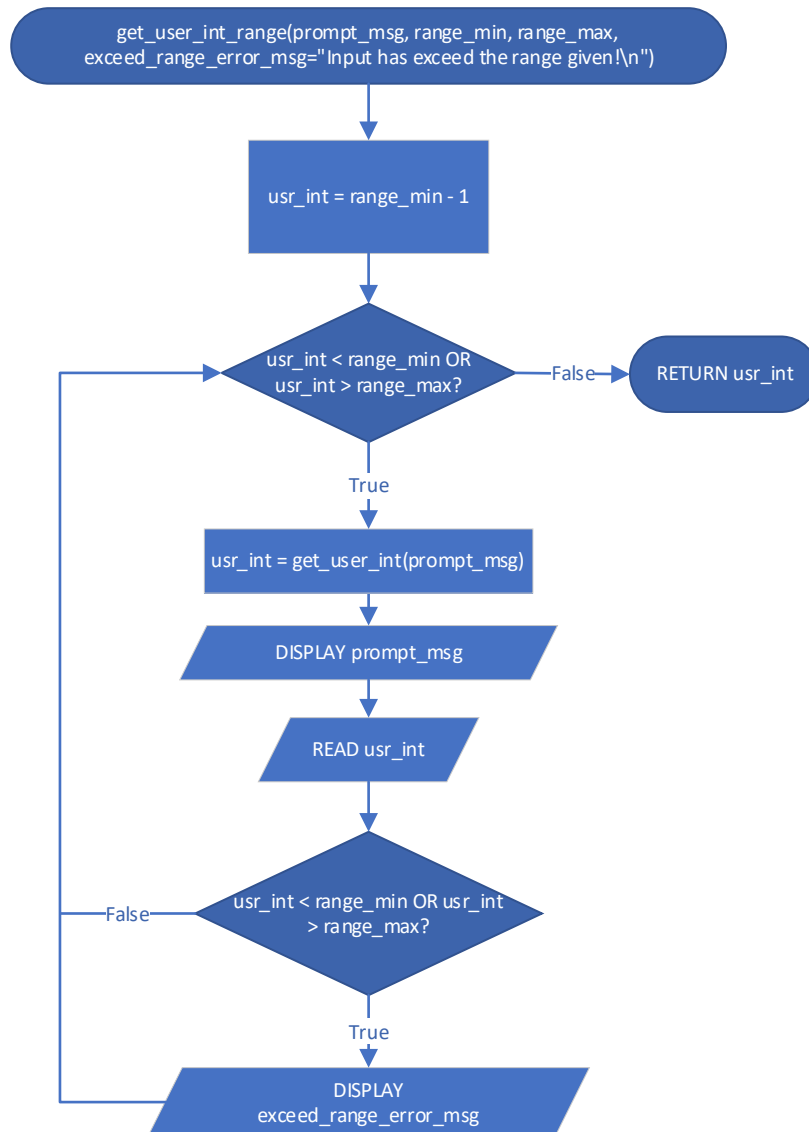 get_user_int_range(prompt_msg, range_min, range_max,
exceed_range_error_msg="Input has exceed the range given!\n")
usr_int = range_min - 1
usr_int < range_min OR
usr_int > range_max?
False
RETURN usr_int
True
usr_int = get_user_int(prompt_msg)
DISPLAY prompt_msg
READ usr_int
usr_int < range_min OR usr_int
> range_max?
False
True
DISPLAY
exceed_range_error_msg